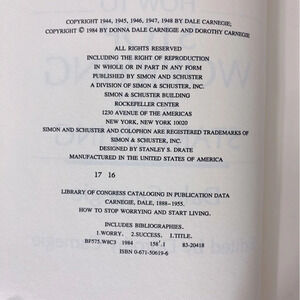 COPYRIGHT 1944, 1945, 1946, 1947, 1948 BY DALE CARNEGIE;
COPYRIGHT © 1984 BY DONNA DALE CARNEGIE AND DOROTHY CARNEGIE
ALL RIGHTS RESERVED
INCLUDING THE RIGHT OF REPRODUCTION
IN WHOLE OR IN PART IN ANY FORM
PUBLISHED BY SIMON AND SCHUSTER
A DIVISION OF SIMON & SCHUSTER, INC.
SIMON & SCHUSTER BUILDING
ROCKEFELLER CENTER
1230 AVENUE OF THE AMERICAS
NEW YORK, NEW YORK 10020
SIMON AND SCHUSTER AND COLOPHON ARE REGISTERED TRADEMARKS OF
SIMON & SCHUSTER, INC.
DESIGNED BY STANLEY S. DRATE
MANUFACTURED IN THE UNITED STATES OF AMERICA
17 16
LIBRARY OF CONGRESS CATALOGING IN PUBLICATION DATA
CARNEGIE, DALE, 1888–1955.
HOW TO STOP WORRYING AND START LIVING.
INCLUDES BIBLIOGRAPHIES.
1.WORRY. 2.SUCCESS. I.TITLE.
BF575.W8C3 1984 158'.1 83-20418
ISBN 0-671-50619-6